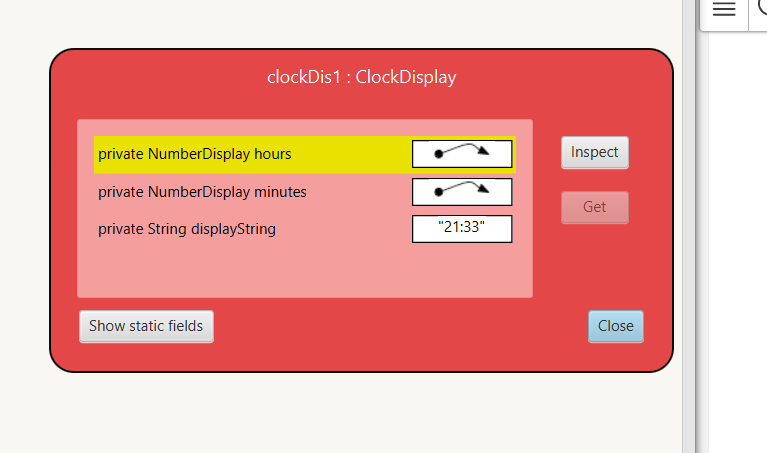 clockDis1 : ClockDisplay
private NumberDisplay hours
Inspect
private NumberDisplay minutes
Get
private String displayString
"21:33"
Show static fields
Close